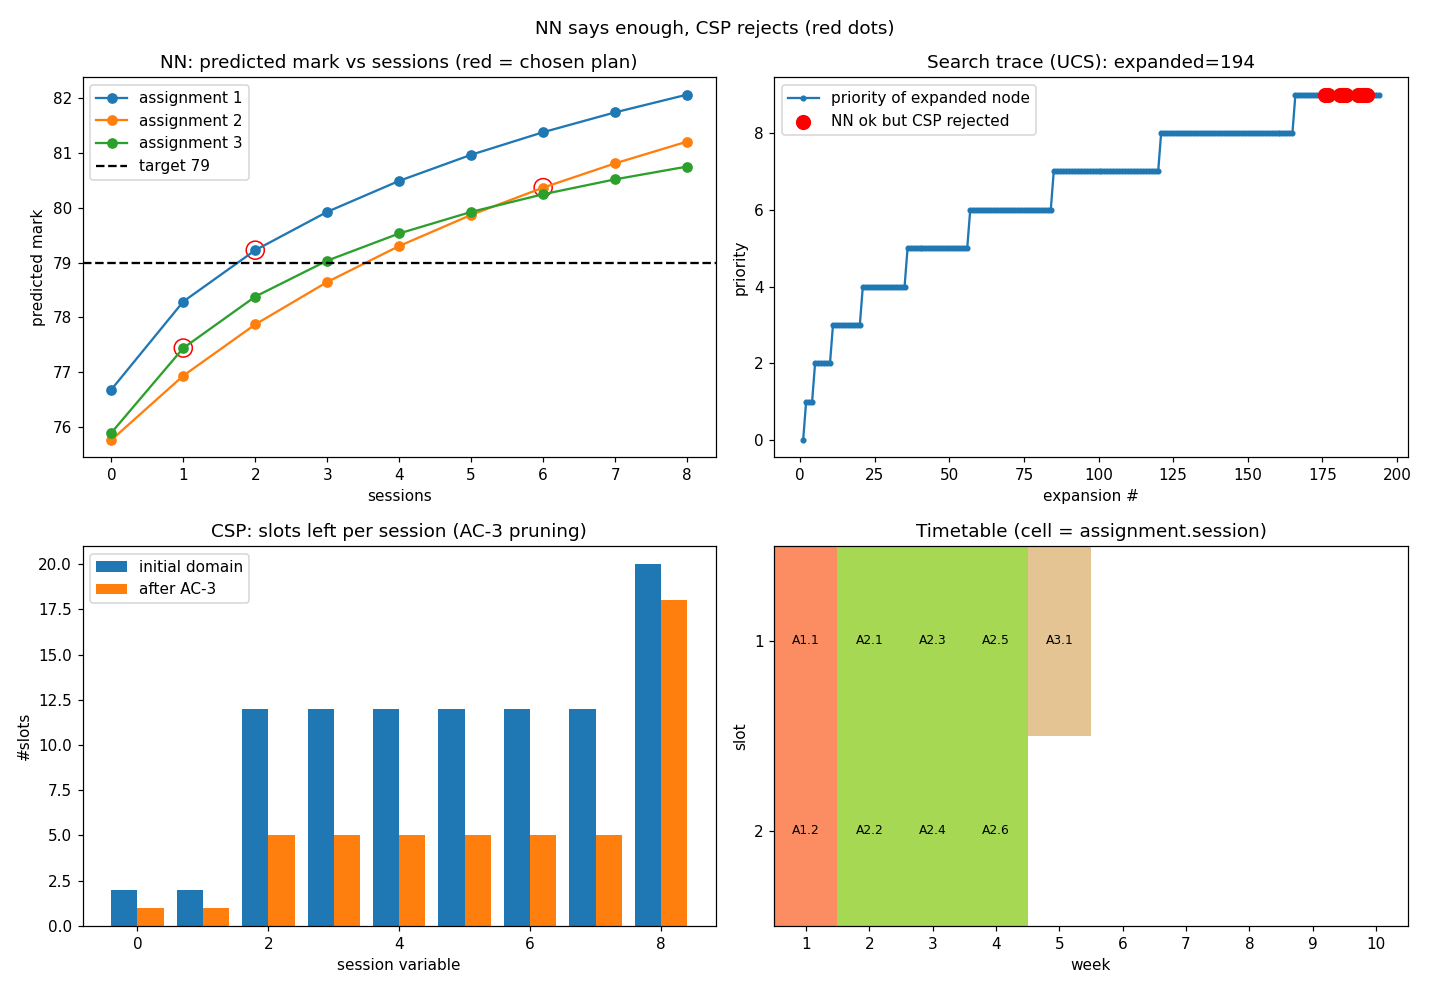 NN says enough, CSP rejects (red dots)
NN: predicted mark vs sessions (red = chosen plan)
assignment 1
assignment 2
assignment 3
target 79
82
81
80
79
78
77
76
predicted mark
0 1 2 3 4 5 6 7 8
sessions
Search trace (UCS): expanded=194
priority of expanded node
NN ok but CSP rejected
8
6
4
2
0
priority
0 25 50 75 100 125 150 175 200
expansion #
CSP: slots left per session (AC-3 pruning)
initial domain
after AC-3
20.0
17.5
15.0
12.5
10.0
7.5
5.0
2.5
0.0
#slots
0 2 4 6 8
session variable
Timetable (cell = assignment.session)
1
2
slot
A1.1 A2.1 A2.3 A2.5 A3.1
A1.2 A2.2 A2.4 A2.6
1 2 3 4 5 6 7 8 9 10
week